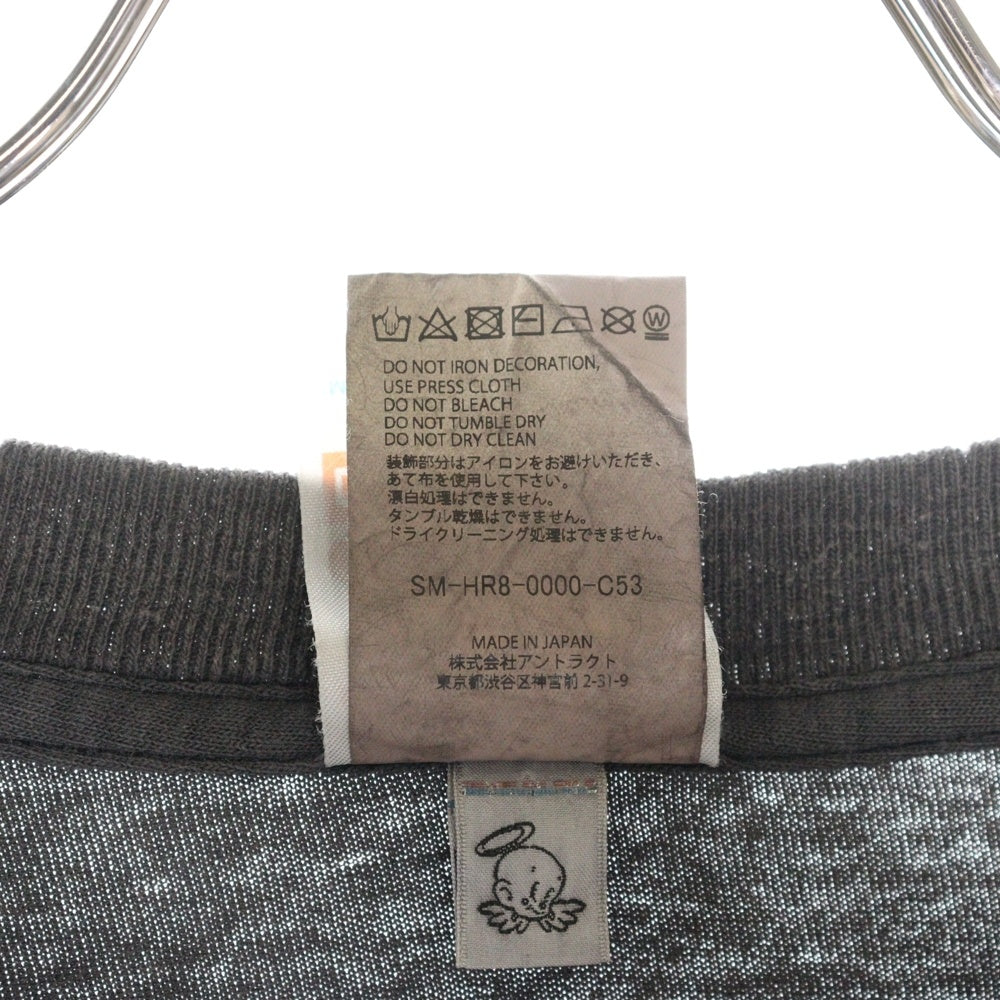 W
DO NOT IRON DECORATION,
USE PRESS CLOTH
DO NOT BLEACH
DO NOT TUMBLE DRY
DO NOT DRY CLEAN
装飾部分はアイロンをお避けいただき、
あて布を使用して下さい。
漂白処理はできません。
タンブル乾燥はできません。
ドライクリーニング処理はできません。
SM-HR8-0000-C53
MADE IN JAPAN
株式会社アントラクト
東京都渋谷区神宮前 2-31-9